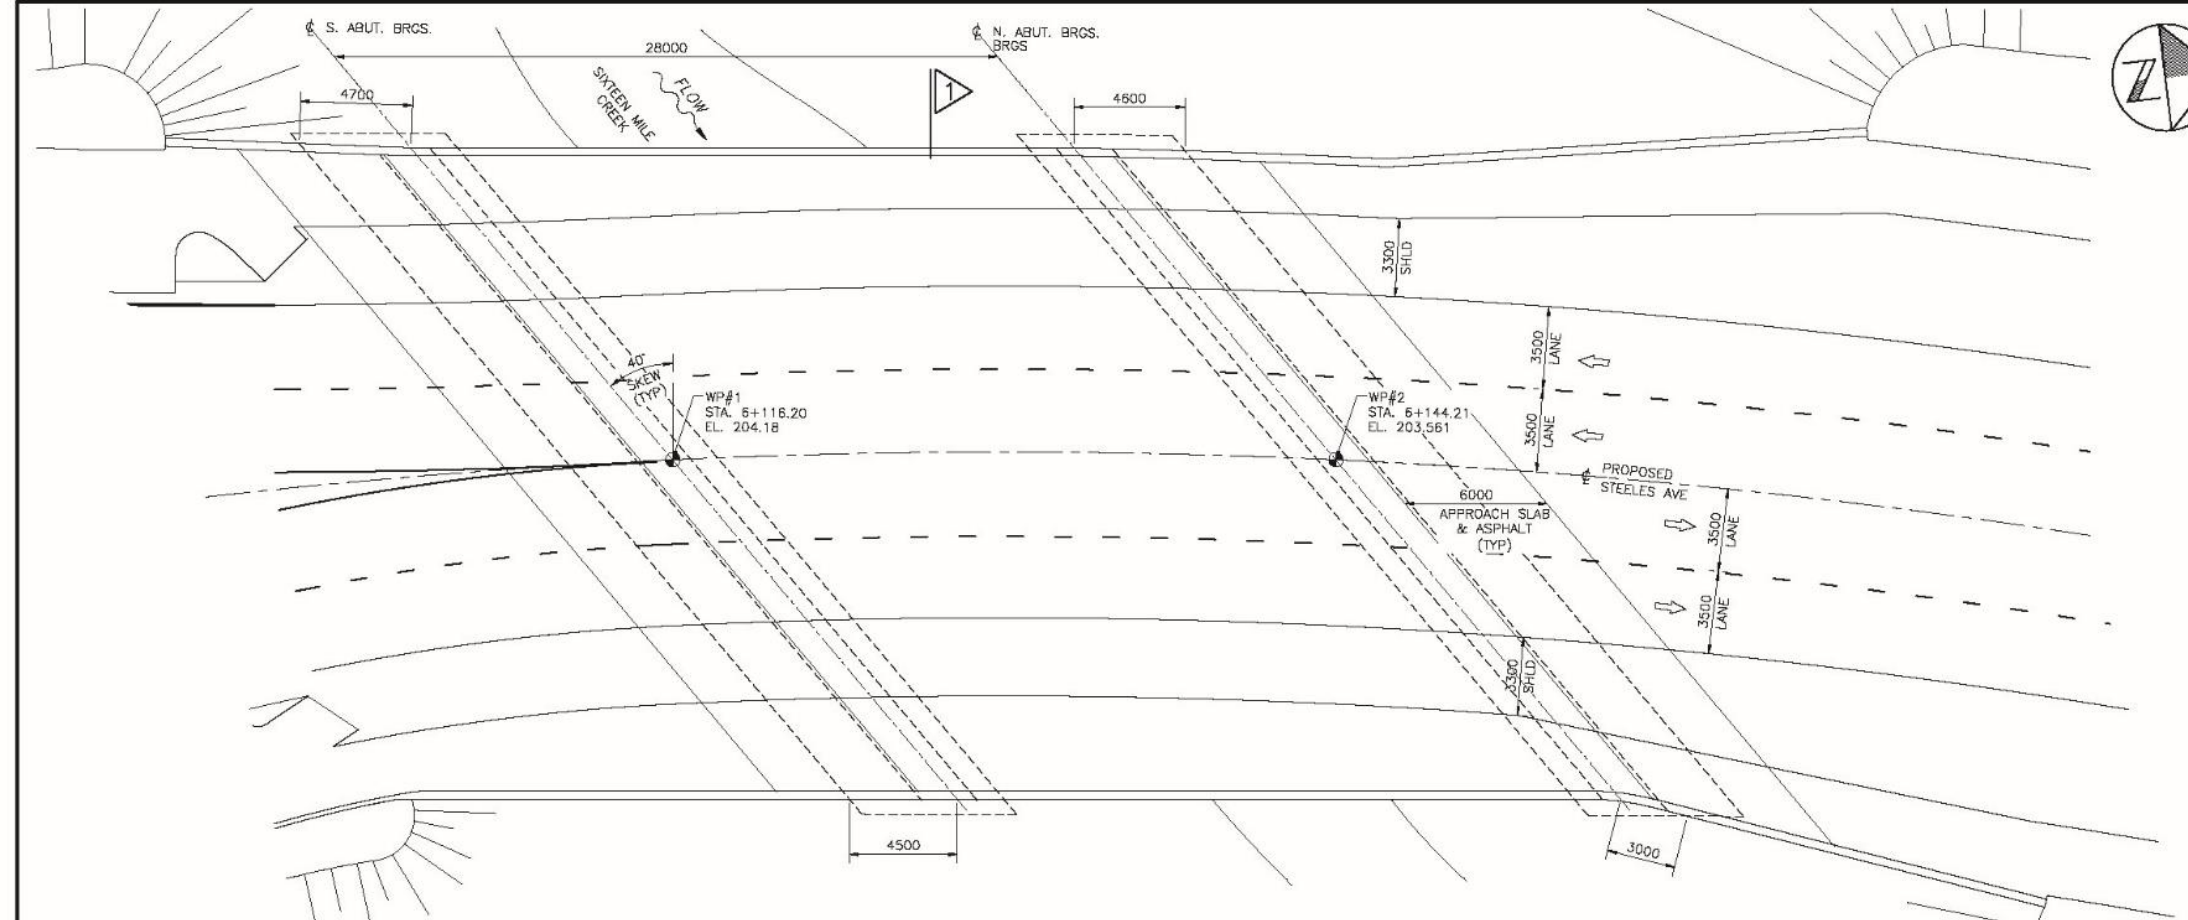 ℄ S. ABUT. BRGS.
28000
℄ N. ABUT. BRGS.
BRGS
4700
SIXTEEN MILE
CREEK
FLOW
1
4600
N
3300
SHLD
3500
LANE
40°
SKEW
(TYP)
WP#1
STA. 6+116.20
EL. 204.18
WP#2
STA. 6+144.21
EL. 203.561
3500
LANE
℄ PROPOSED
STEELES AVE
6000
APPROACH SLAB
& ASPHALT
(TYP)
3500
LANE
3500
LANE
3300
SHLD
4500
3000